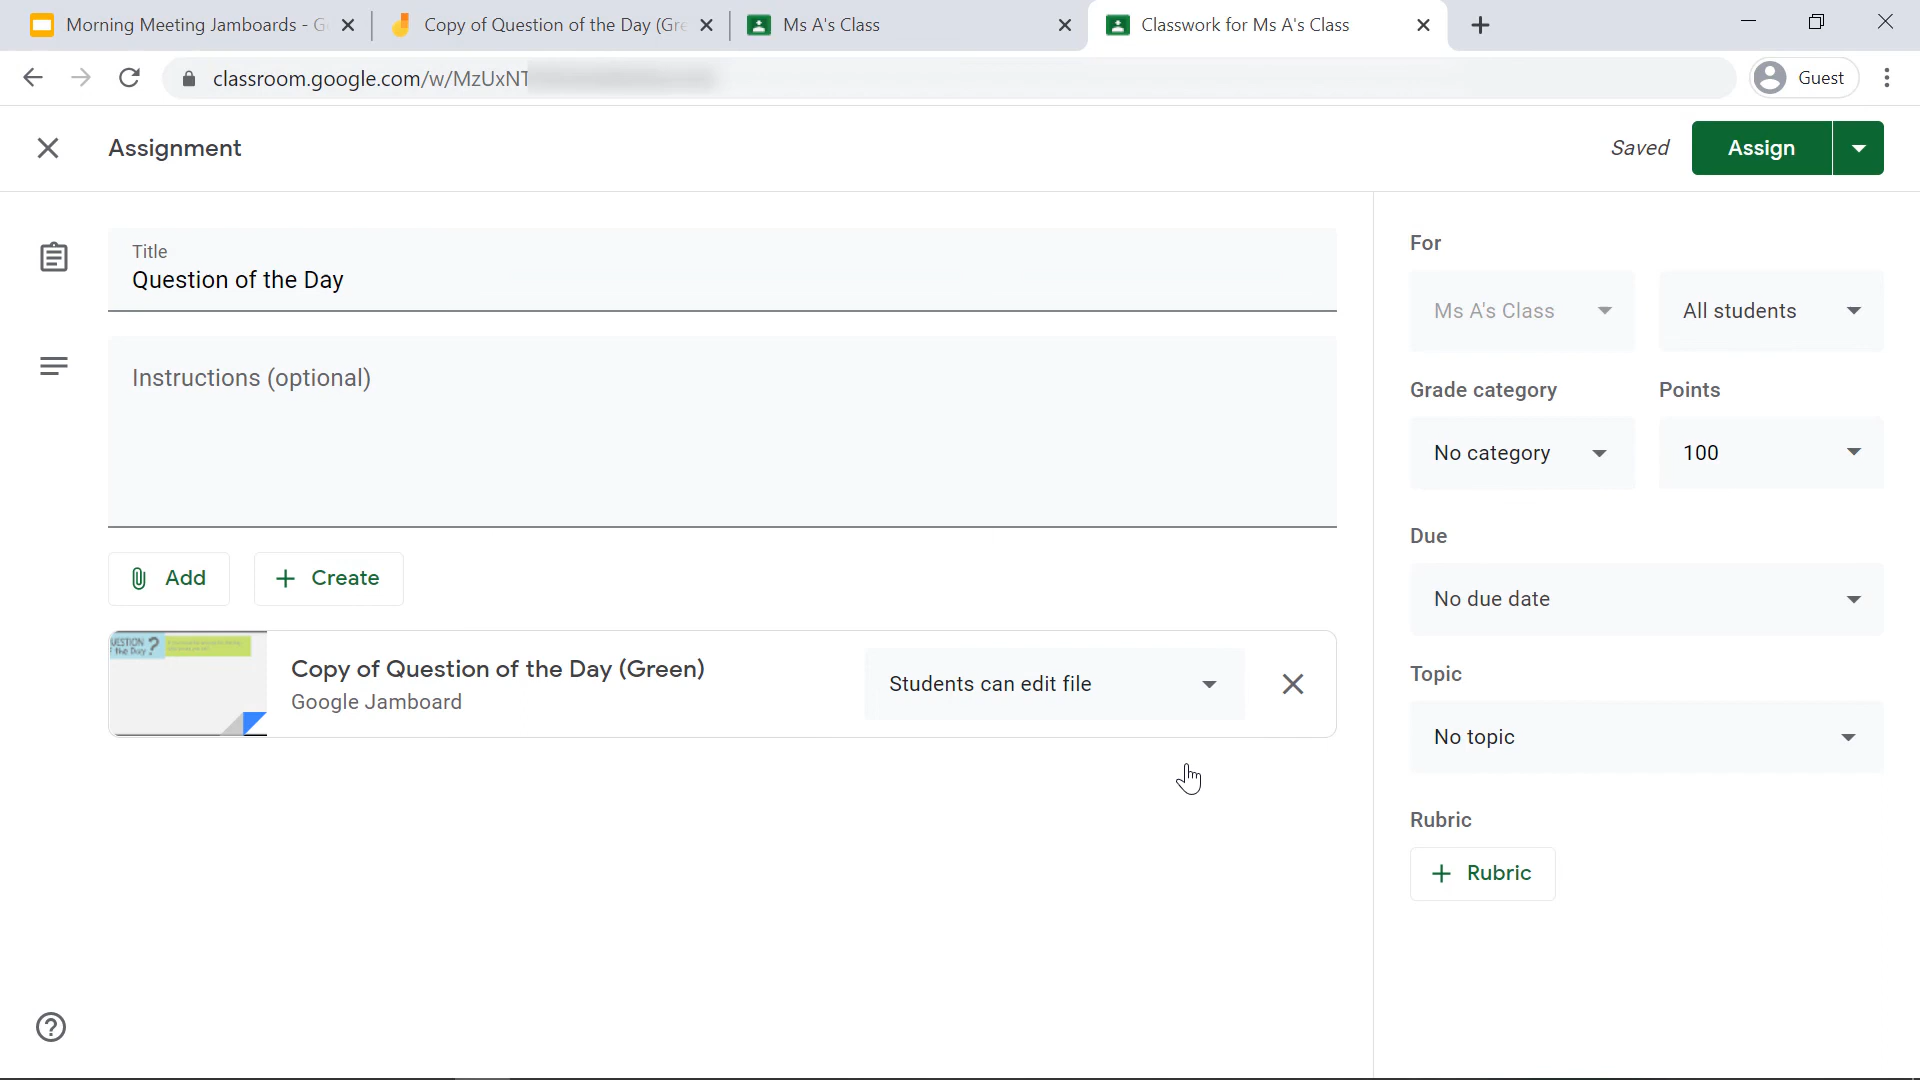 Morning Meeting Jamboards - G
Copy of Question of the Day (Gre
Ms A's Class
Classwork for Ms A's Class
classroom.google.com/w/MzUxNT
Guest
Assignment
Saved
Assign
Title
Question of the Day
Instructions (optional)
Add
Create
Copy of Question of the Day (Green)
Google Jamboard
Students can edit file
For
Ms A's Class
All students
Grade category
Points
No category
100
Due
No due date
Topic
No topic
Rubric
Rubric